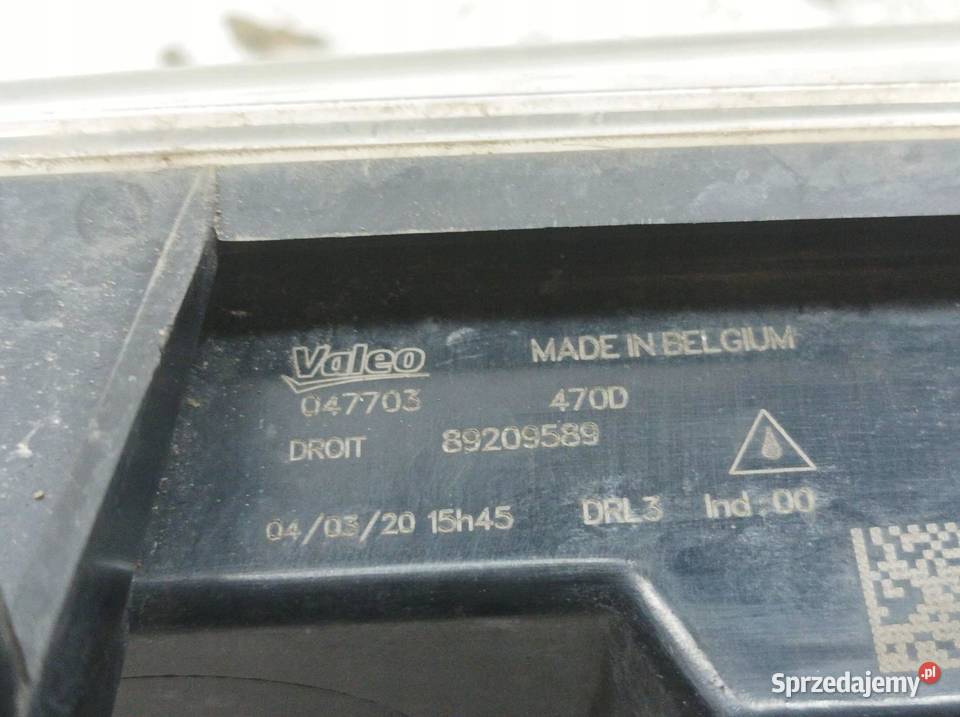 Valeo MADE IN BELGIUM
047703 470D
DROIT 89209589
04/03/20 15h45 DRL3 Ind:00
Sprzedajemy.pl